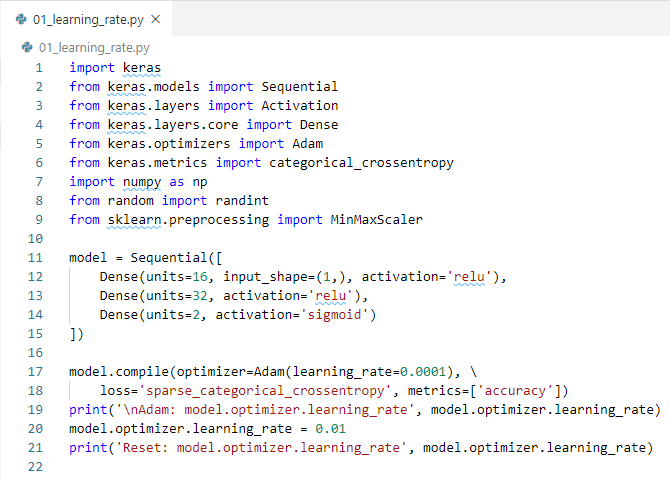 01_learning_rate.py ×
01_learning_rate.py
1 import keras
2 from keras.models import Sequential
3 from keras.layers import Activation
4 from keras.layers.core import Dense
5 from keras.optimizers import Adam
6 from keras.metrics import categorical_crossentropy
7 import numpy as np
8 from random import randint
9 from sklearn.preprocessing import MinMaxScaler
10
11 model = Sequential([
12     Dense(units=16, input_shape=(1,), activation='relu'),
13     Dense(units=32, activation='relu'),
14     Dense(units=2, activation='sigmoid')
15 ])
16
17 model.compile(optimizer=Adam(learning_rate=0.0001), \
18     loss='sparse_categorical_crossentropy', metrics=['accuracy'])
19 print('\nAdam: model.optimizer.learning_rate', model.optimizer.learning_rate)
20 model.optimizer.learning_rate = 0.01
21 print('Reset: model.optimizer.learning_rate', model.optimizer.learning_rate)
22